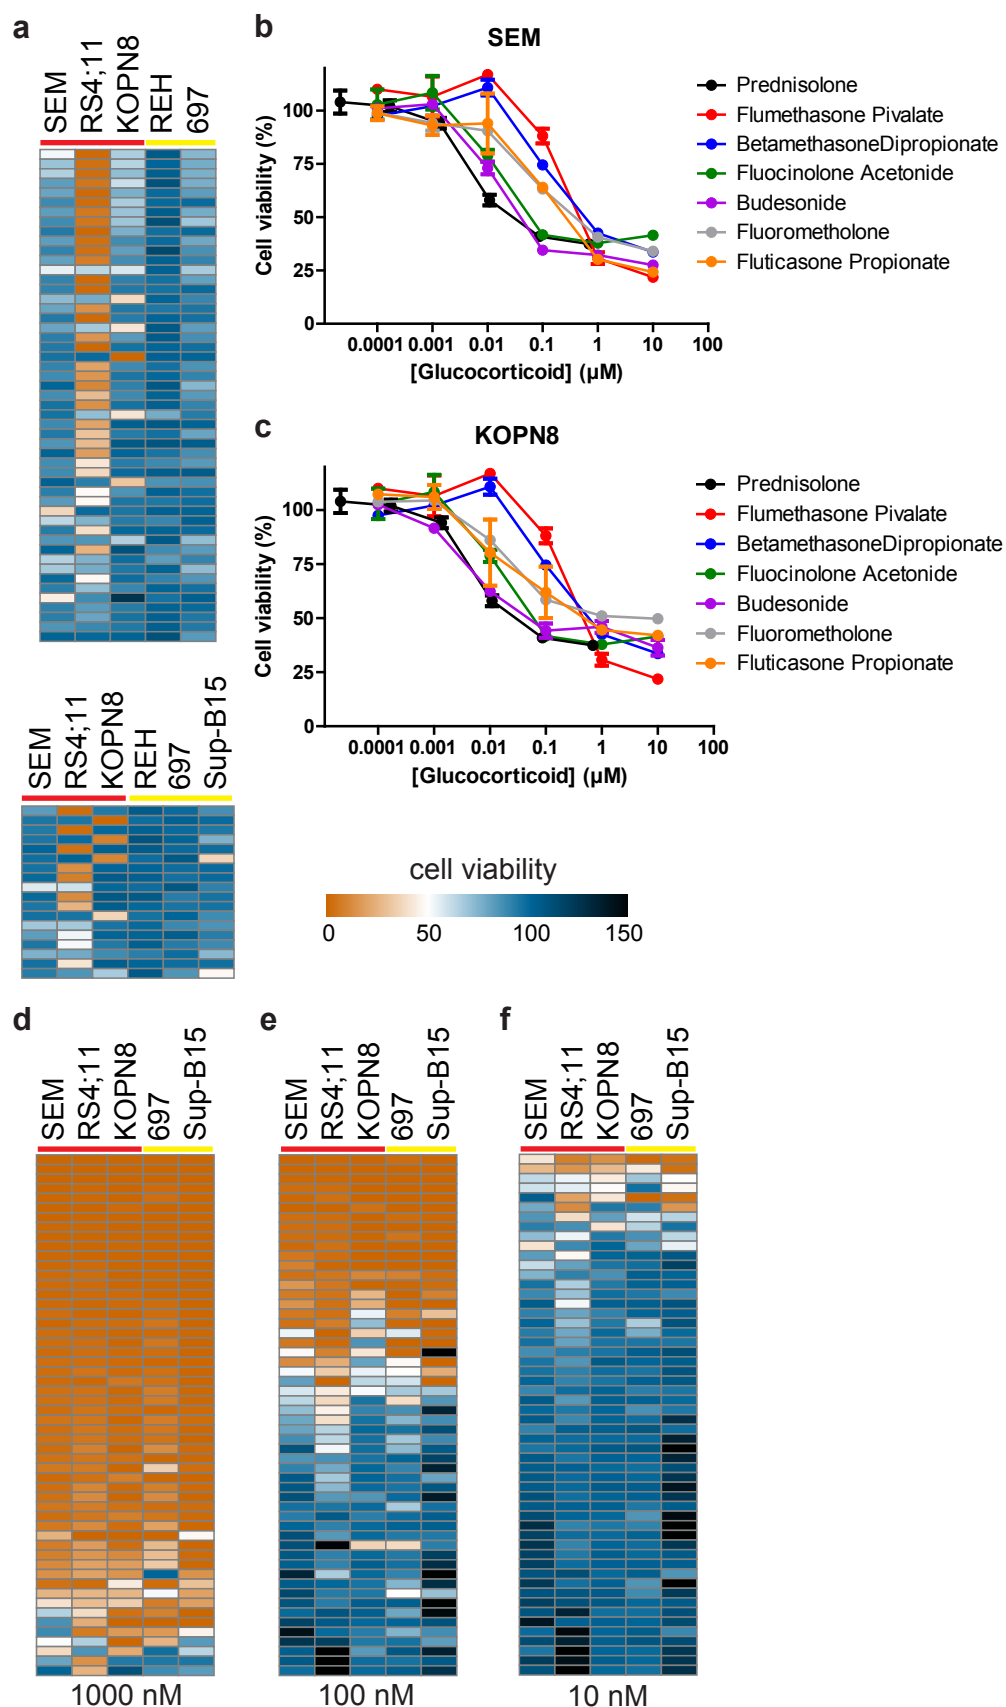 a
SEM
RS4;11
KOPN8
REH
697
SEM
RS4;11
KOPN8
REH
697
Sup-B15
b
SEM
Cell viability (%)
100
75
50
25
0
0.0001 0.001 0.01 0.1 1 10 100
[Glucocorticoid] (µM)
Prednisolone
Flumethasone Pivalate
BetamethasoneDipropionate
Fluocinolone Acetonide
Budesonide
Fluorometholone
Fluticasone Propionate
c
KOPN8
Cell viability (%)
100
75
50
25
0
0.0001 0.001 0.01 0.1 1 10 100
[Glucocorticoid] (µM)
Prednisolone
Flumethasone Pivalate
BetamethasoneDipropionate
Fluocinolone Acetonide
Budesonide
Fluorometholone
Fluticasone Propionate
cell viability
0 50 100 150
d
SEM
RS4;11
KOPN8
697
Sup-B15
1000 nM
e
SEM
RS4;11
KOPN8
697
Sup-B15
100 nM
f
SEM
RS4;11
KOPN8
697
Sup-B15
10 nM